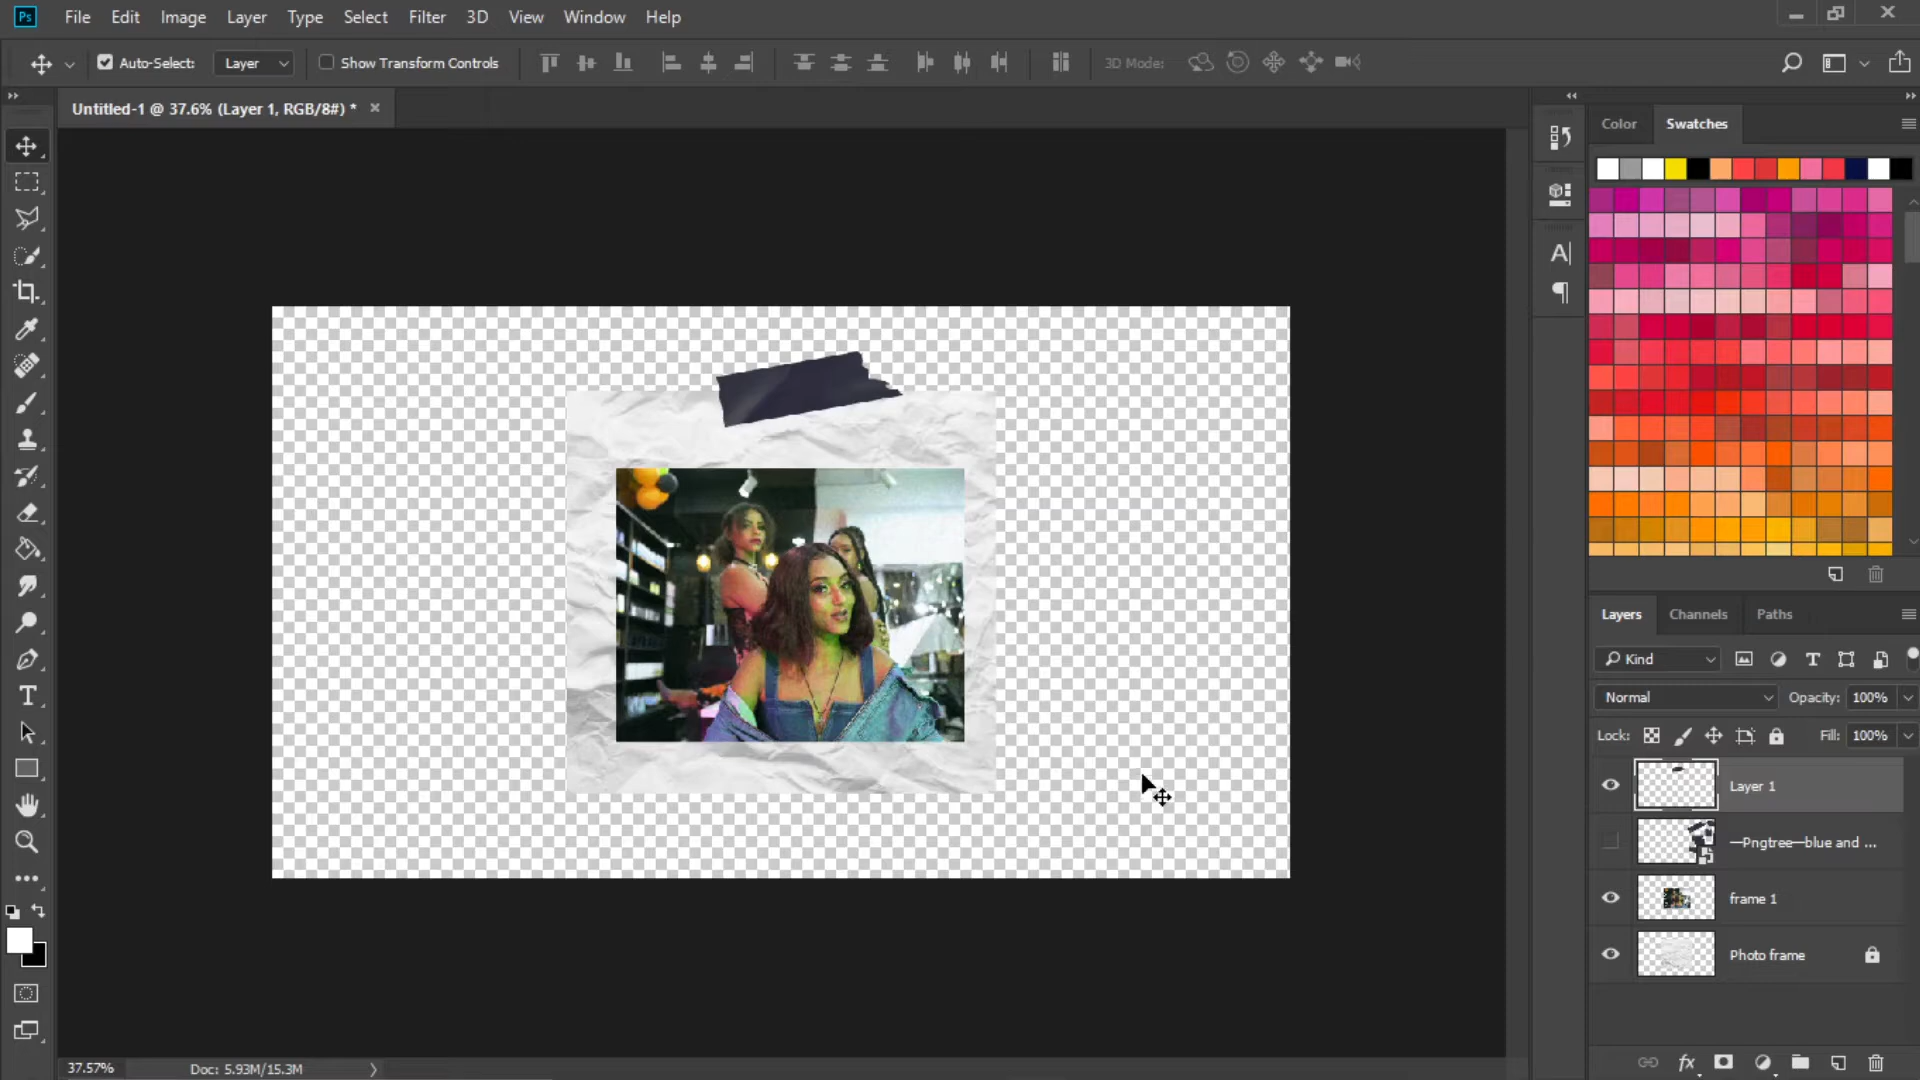 Ps File Edit Image Layer Type Select Filter 3D View Window Help
Auto-Select: Layer Show Transform Controls 3D Mode:
Untitled-1 @ 37.6% (Layer 1, RGB/8#) *
Color Swatches
Layers Channels Paths
Kind
Normal Opacity: 100%
Lock: Fill: 100%
Layer 1
—Pngtree—blue and ...
frame 1
Photo frame
fx
37.57% Doc: 5.93M/15.3M